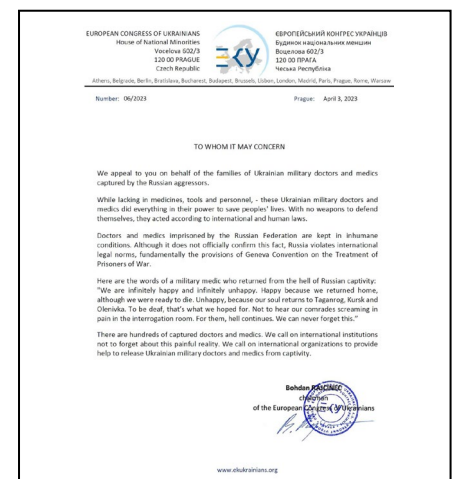 EUROPEAN CONGRESS OF UKRAINIANS
House of National Minorities
Vocelova 602/3
120 00 PRAGUE
Czech Republic
ЕКУ
ЄВРОПЕЙСЬКИЙ КОНГРЕС УКРАЇНЦІВ
Будинок національних меншин
Воцелова 602/3
120 00 ПРАГА
Чеська Республіка
Athens, Belgrade, Berlin, Bratislava, Bucharest, Budapest, Brussels, Lisbon, London, Madrid, Paris, Prague, Rome, Warsaw
Number: 06/2023
Prague: April 3, 2023
TO WHOM IT MAY CONCERN
We appeal to you on behalf of the families of Ukrainian military doctors and medics
captured by the Russian aggressors.
While lacking in medicines, tools and personnel, - these Ukrainian military doctors and
medics did everything in their power to save peoples' lives. With no weapons to defend
themselves, they acted according to international and human laws.
Doctors and medics imprisoned by the Russian Federation are kept in inhumane
conditions. Although it does not officially confirm this fact, Russia violates international
legal norms, fundamentally the provisions of Geneva Convention on the Treatment of
Prisoners of War.
Here are the words of a military medic who returned from the hell of Russian captivity:
"We are infinitely happy and infinitely unhappy. Happy because we returned home,
although we were ready to die. Unhappy, because our soul returns to Taganrog, Kursk and
Olenivka. To be deaf, that's what we hoped for. Not to hear our comrades screaming in
pain in the interrogation room. For them, hell continues. We can never forget this."
There are hundreds of captured doctors and medics. We call on international institutions
not to forget about this painful reality. We call on international organizations to provide
help to release Ukrainian military doctors and medics from captivity.
Bohdan
chairman
of the European Congress of Ukrainians
www.ekukrainians.org